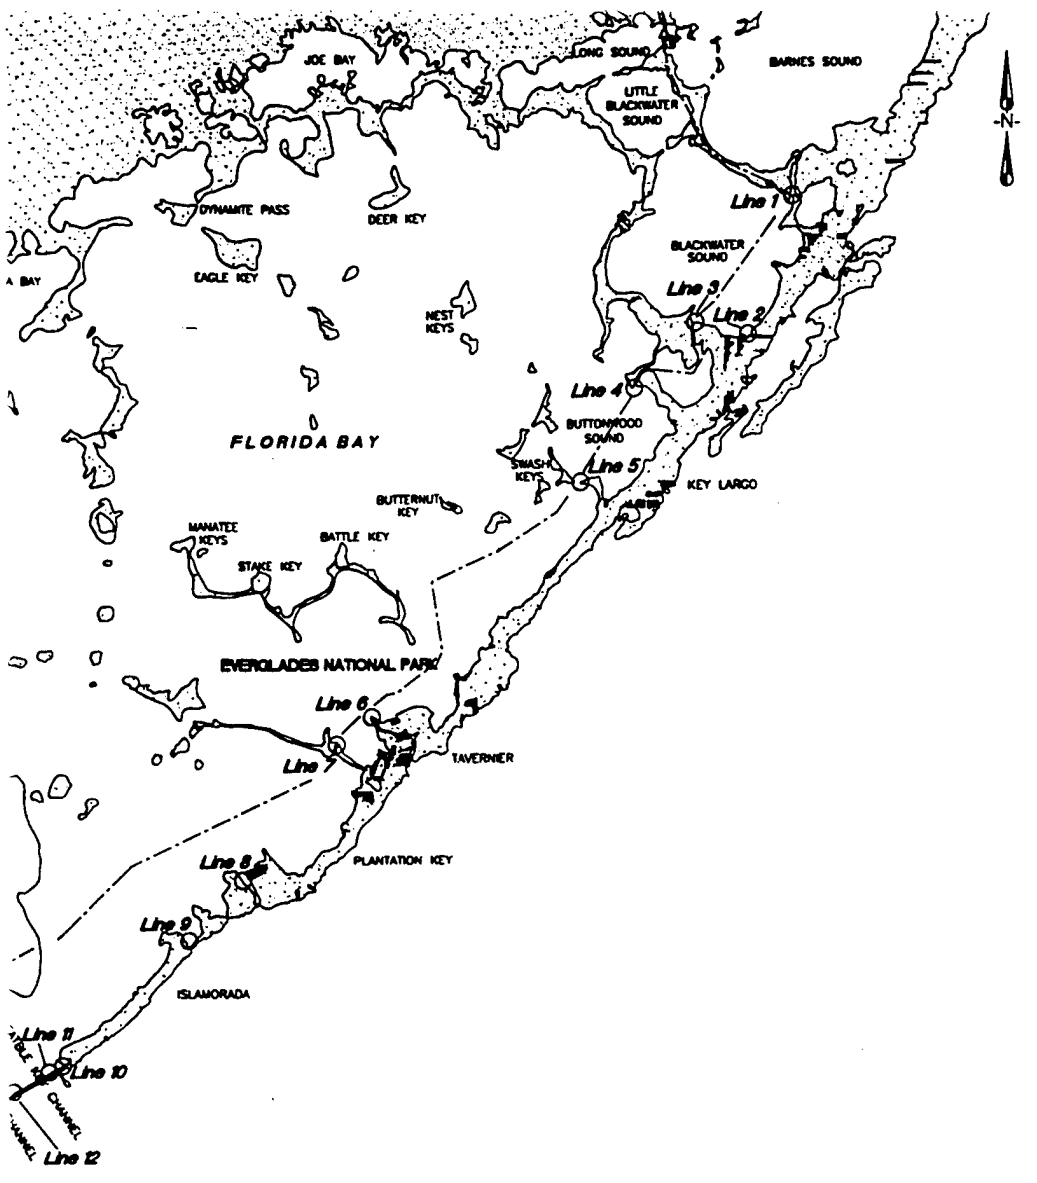 LONG SOUND
JOE BAY
BARNES SOUND
LITTLE
BLACKWATER
SOUND
-N-
Line 1
DYNAMITE PASS
DEER KEY
BLACKWATER
SOUND
EAGLE KEY
A BAY
Line 3
Line 2
NEST
KEYS
Line 4
BUTTONWOOD
SOUND
FLORIDA BAY
SWASH
KEYS
Line 5
KEY LARGO
BUTTERNUT
KEY
MANATEE
KEYS
BATTLE KEY
STAKE KEY
EVERGLADES NATIONAL PARK
Line 6
TAVERNIER
Line 7
Line 8
PLANTATION KEY
Line 9
ISLAMORADA
Line 11
Line 10
CHANNEL
HANNEL
Line 12